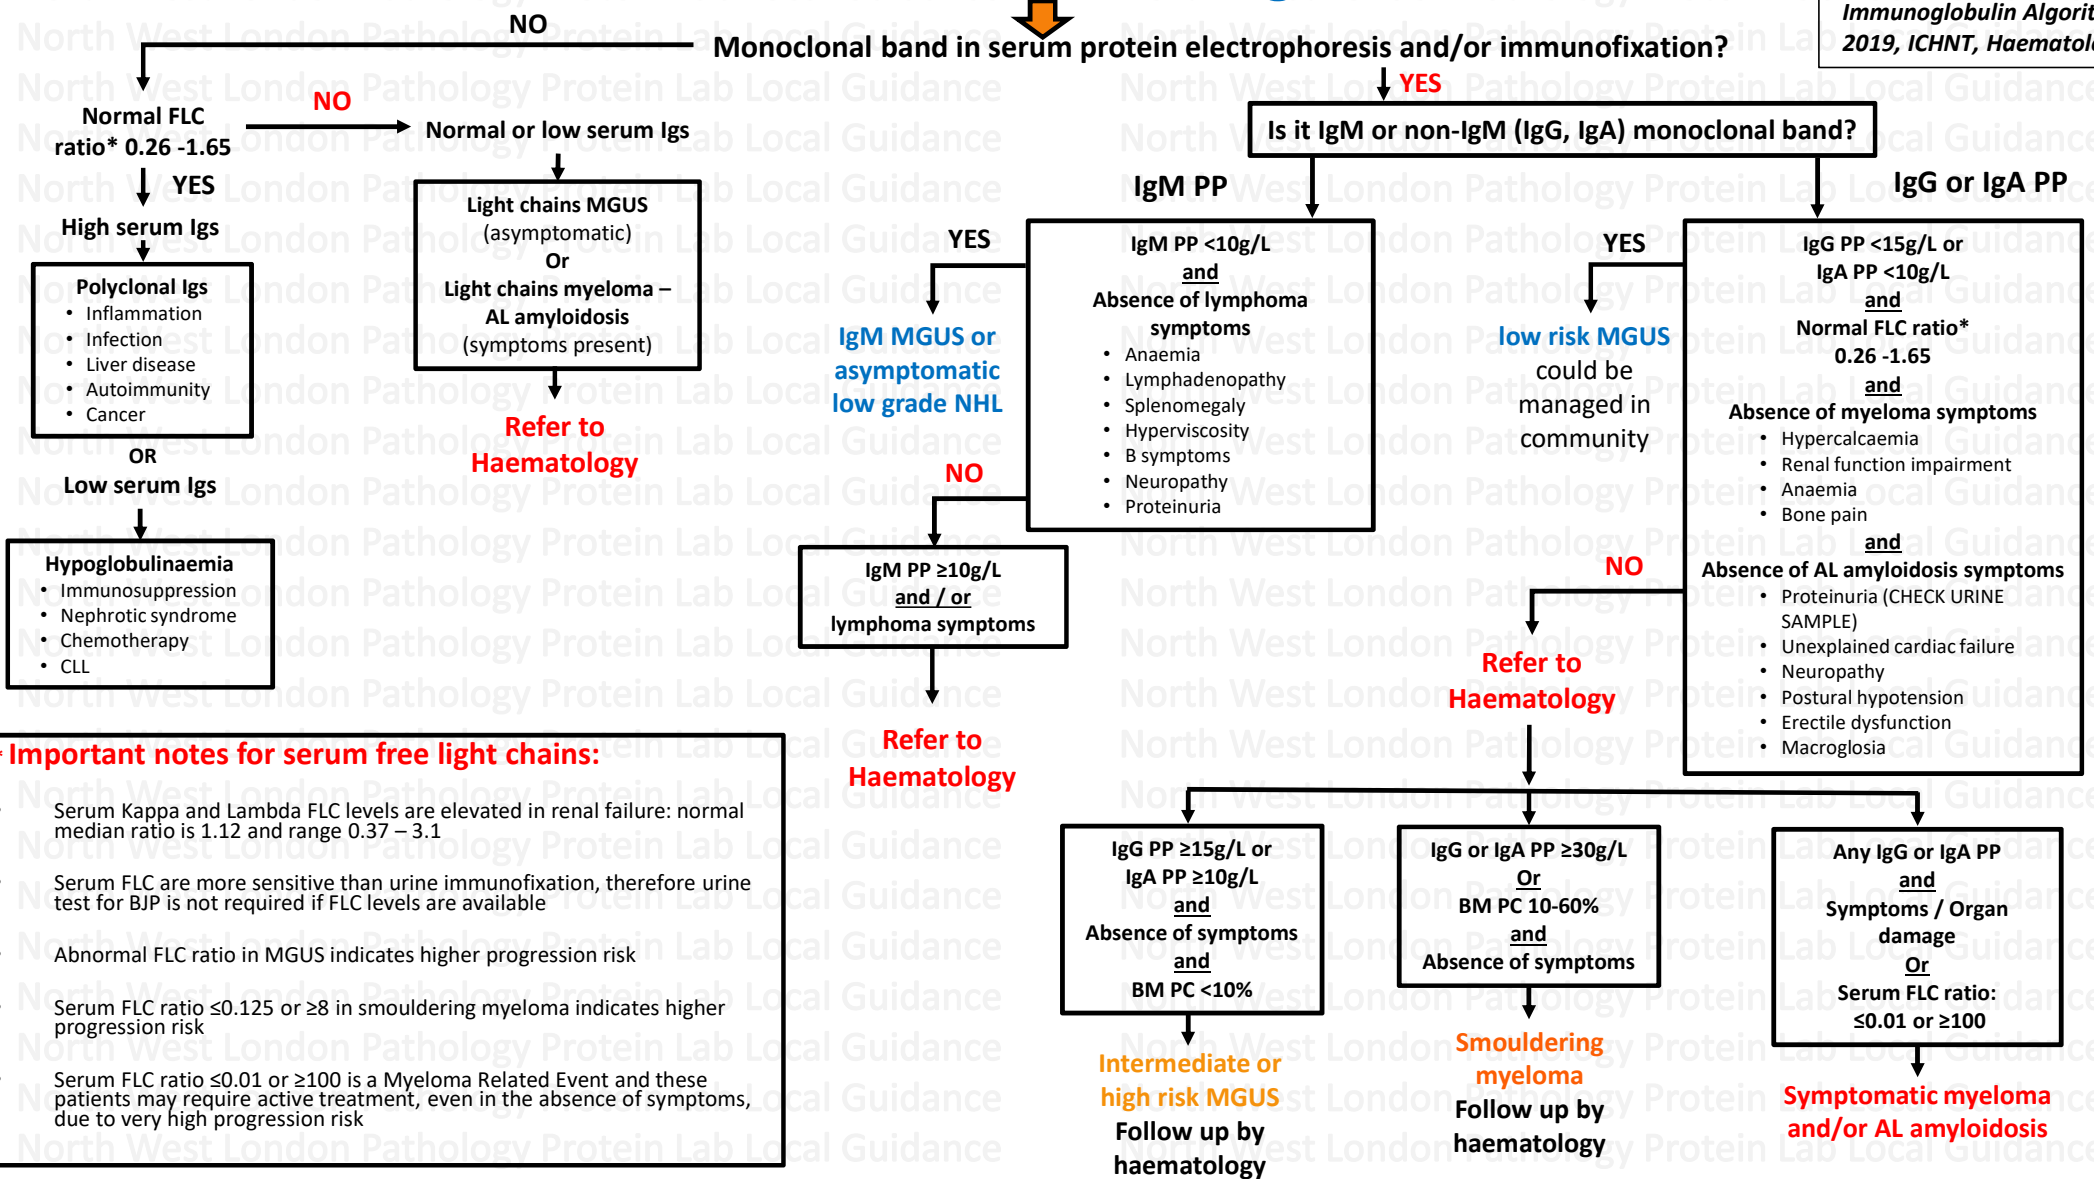 Immunoglobulin
2019, ICHNT,
NO
Monoclonal band in serum protein electrophoresis and/or immunofixation?
YES
Normal FLC
ratio* 0.26 -1.65
NO
Normal or low serum Igs
Is it IgM or non-IgM (IgG, IgA) monoclonal band?
YES
High serum Igs
Polyclonal Igs
• Inflammation
• Infection
• Liver disease
• Autoimmunity
• Cancer
OR
Low serum Igs
Hypoglobulinaemia
• Immunosuppression
• Nephrotic syndrome
• Chemotherapy
• CLL
Light chains MGUS
(asymptomatic)
Or
Light chains myeloma –
AL amyloidosis
(symptoms present)
Refer to
Haematology
IgM PP
IgM PP <10g/L
and
Absence of lymphoma
symptoms
• Anaemia
• Lymphadenopathy
• Splenomegaly
• Hyperviscosity
• B symptoms
• Neuropathy
• Proteinuria
YES
IgM MGUS or
asymptomatic
low grade NHL
NO
IgM PP ≥10g/L
and / or
lymphoma symptoms
Refer to
Haematology
IgG or IgA PP
IgG PP <15g/L or
IgA PP <10g/L
and
Normal FLC ratio*
0.26 -1.65
and
Absence of myeloma symptoms
• Hypercalcaemia
• Renal function impairment
• Anaemia
• Bone pain
and
Absence of AL amyloidosis symptoms
• Proteinuria (CHECK URINE
SAMPLE)
• Unexplained cardiac failure
• Neuropathy
• Postural hypotension
• Erectile dysfunction
• Macroglosia
YES
low risk MGUS
could be
managed in
community
NO
Refer to
Haematology
IgG PP ≥15g/L or
IgA PP ≥10g/L
and
Absence of symptoms
and
BM PC <10%
Intermediate or
high risk MGUS
Follow up by
haematology
IgG or IgA PP ≥30g/L
Or
BM PC 10-60%
and
Absence of symptoms
Smouldering
myeloma
Follow up by
haematology
Any IgG or IgA PP
and
Symptoms / Organ
damage
Or
Serum FLC ratio:
≤0.01 or ≥100
Symptomatic myeloma
and/or AL amyloidosis
* Important notes for serum free light chains:
Serum Kappa and Lambda FLC levels are elevated in renal failure: normal
median ratio is 1.12 and range 0.37 – 3.1
Serum FLC are more sensitive than urine immunofixation, therefore urine
test for BJP is not required if FLC levels are available
Abnormal FLC ratio in MGUS indicates higher progression risk
Serum FLC ratio ≤0.125 or ≥8 in smouldering myeloma indicates higher
progression risk
Serum FLC ratio ≤0.01 or ≥100 is a Myeloma Related Event and these
patients may require active treatment, even in the absence of symptoms,
due to very high progression risk
North West London Pathology Protein Lab Local Guidance